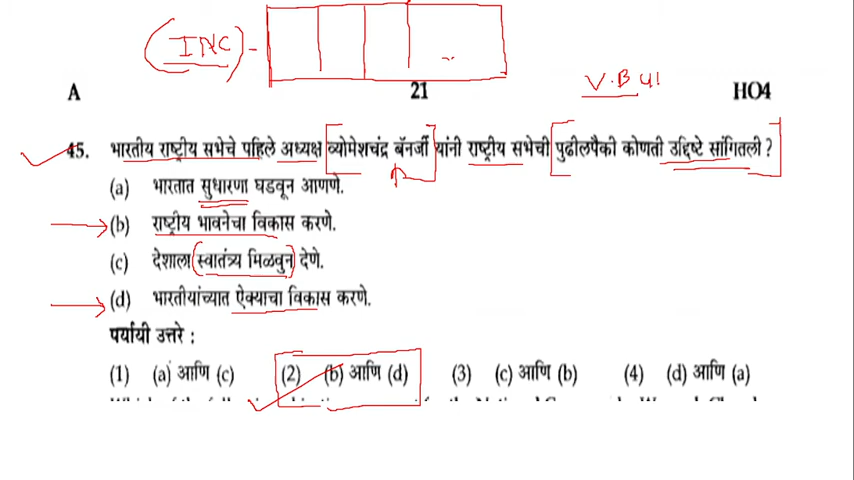 (INC) -
V.B
A 21 HO4
45. भारतीय राष्ट्रीय सभेचे पहिले अध्यक्ष व्योमेशचंद्र बॅनर्जी यांनी राष्ट्रीय सभेची पुढीलपैकी कोणती उद्दिष्टे सांगितली ?
(a) भारतात सुधारणा घडवून आणणे.
(b) राष्ट्रीय भावनेचा विकास करणे.
(c) देशाला स्वातंत्र्य मिळवुन देणे.
(d) भारतीयांच्यात ऐक्याचा विकास करणे.
पर्यायी उत्तरे :
(1) (a) आणि (c) (2) (b) आणि (d) (3) (c) आणि (b) (4) (d) आणि (a)